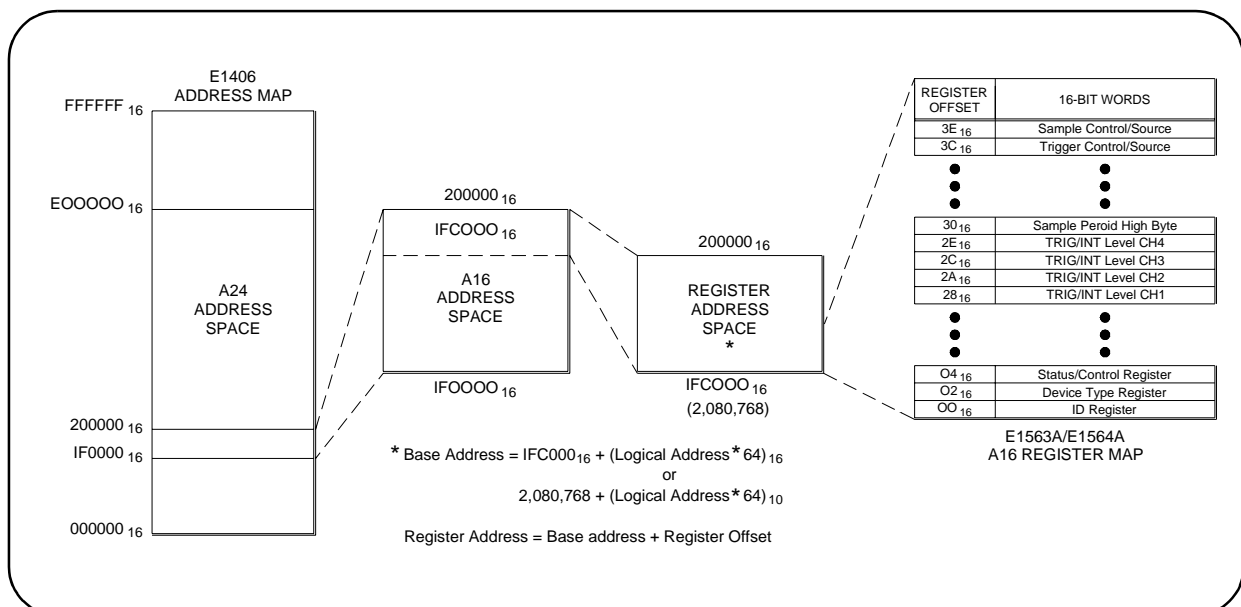 E1406
ADDRESS MAP
FFFFFF 16
EOOOOO 16
A24
ADDRESS
SPACE
200000 16
IF0000 16
000000 16
200000 16
IFCOOO 16
A16
ADDRESS
SPACE
IFOOOO 16
200000 16
REGISTER
ADDRESS
SPACE
*
IFCOOO 16
(2,080,768)
* Base Address = IFC000 16 + (Logical Address * 64) 16
or
2,080,768 + (Logical Address * 64) 10
Register Address = Base address + Register Offset
REGISTER OFFSET 16-BIT WORDS
3E 16 Sample Control/Source
3C 16 Trigger Control/Source
30 16 Sample Peroid High Byte
2E 16 TRIG/INT Level CH4
2C 16 TRIG/INT Level CH3
2A 16 TRIG/INT Level CH2
28 16 TRIG/INT Level CH1
O4 16 Status/Control Register
O2 16 Device Type Register
OO 16 ID Register
E1563A/E1564A
A16 REGISTER MAP